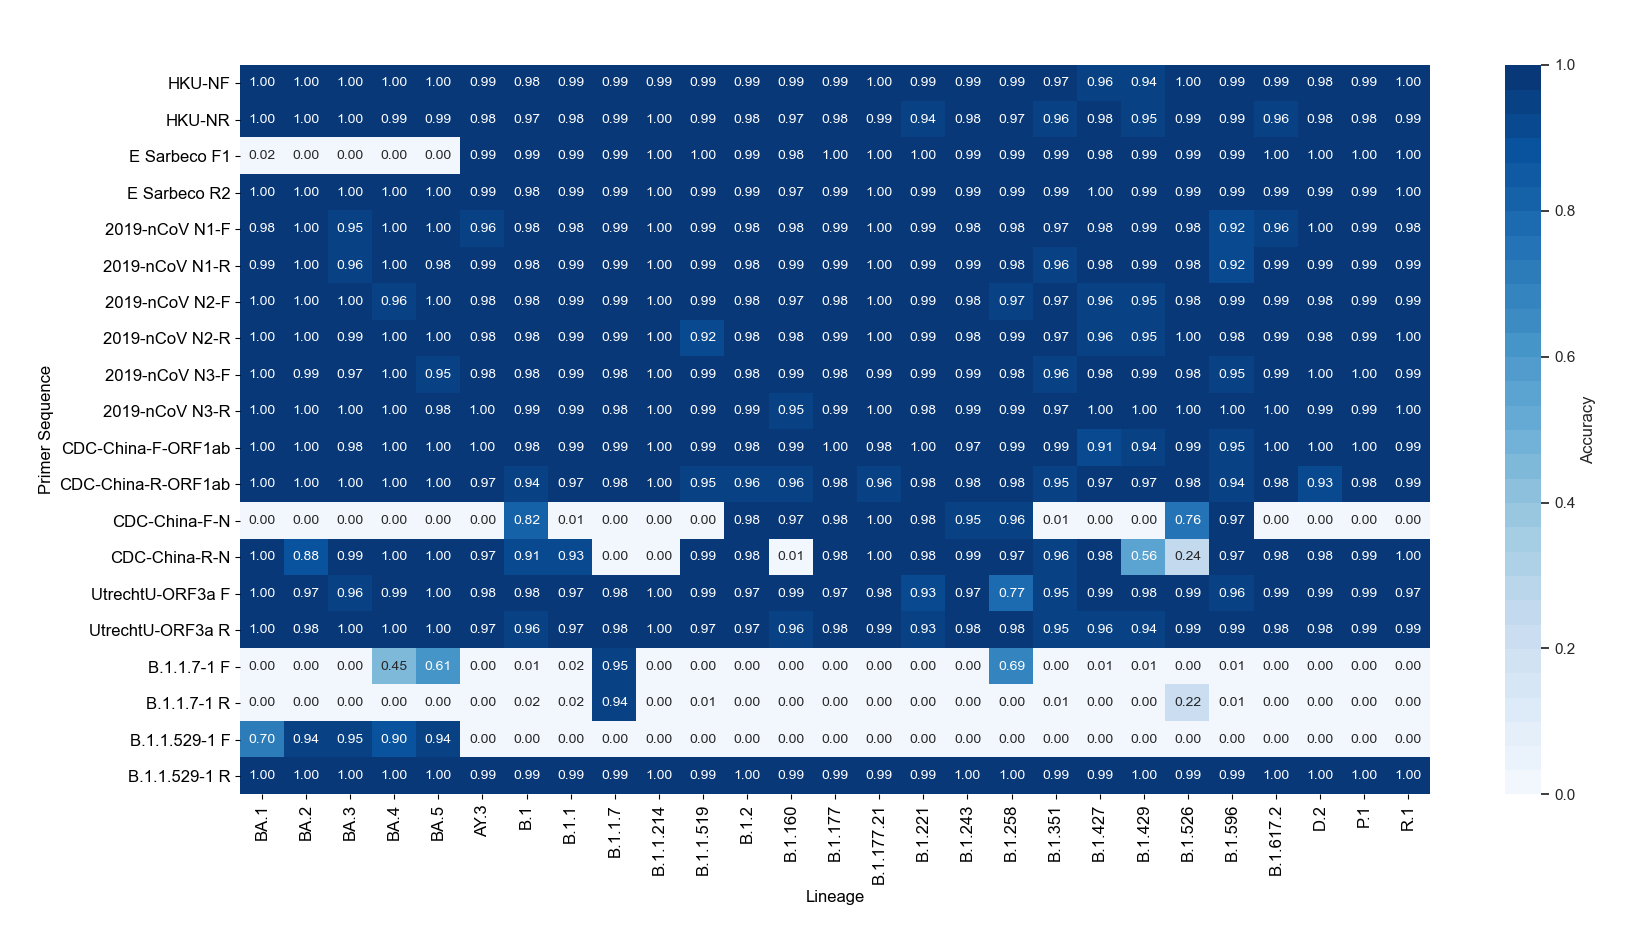 HKU-NF 1.00 1.00 1.00 1.00 1.00 0.99 0.98 0.99 0.99 0.99 0.99 0.99 0.99 0.99 1.00 0.99 0.99 0.99 0.97 0.96 0.94 1.00 0.99 0.99 0.98 0.99 1.00
HKU-NR 1.00 1.00 1.00 0.99 0.99 0.98 0.97 0.98 0.99 1.00 0.99 0.98 0.97 0.98 0.99 0.94 0.98 0.97 0.96 0.98 0.95 0.99 0.99 0.96 0.98 0.98 0.99
E Sarbeco F1 0.02 0.00 0.00 0.00 0.00 0.99 0.99 0.99 0.99 1.00 1.00 0.99 0.98 1.00 1.00 1.00 0.99 0.99 0.99 0.98 0.99 0.99 0.99 1.00 1.00 1.00 1.00
E Sarbeco R2 1.00 1.00 1.00 1.00 1.00 0.99 0.98 0.99 0.99 1.00 0.99 0.99 0.97 0.99 1.00 0.99 0.99 0.99 0.99 1.00 0.99 0.99 0.99 0.99 0.99 0.99 1.00
2019-nCoV N1-F 0.98 1.00 0.95 1.00 1.00 0.96 0.98 0.98 0.99 1.00 0.99 0.98 0.98 0.99 1.00 0.99 0.98 0.98 0.97 0.98 0.99 0.98 0.92 0.96 1.00 0.99 0.98
2019-nCoV N1-R 0.99 1.00 0.96 1.00 0.98 0.99 0.98 0.99 0.99 1.00 0.99 0.98 0.99 0.99 1.00 0.99 0.99 0.98 0.96 0.98 0.99 0.98 0.92 0.99 0.99 0.99 0.99
2019-nCoV N2-F 1.00 1.00 1.00 0.96 1.00 0.98 0.98 0.99 0.99 1.00 0.99 0.98 0.97 0.98 1.00 0.99 0.98 0.97 0.97 0.96 0.95 0.98 0.99 0.99 0.98 0.99 0.99
2019-nCoV N2-R 1.00 1.00 0.99 1.00 1.00 0.98 0.98 0.99 0.99 1.00 0.92 0.98 0.98 0.99 1.00 0.99 0.98 0.99 0.97 0.96 0.95 1.00 0.98 0.99 0.98 0.99 1.00
2019-nCoV N3-F 1.00 0.99 0.97 1.00 0.95 0.98 0.98 0.99 0.98 1.00 0.99 0.98 0.99 0.98 0.99 0.99 0.99 0.98 0.96 0.98 0.99 0.98 0.95 0.99 1.00 1.00 0.99
2019-nCoV N3-R 1.00 1.00 1.00 1.00 0.98 1.00 0.99 0.99 0.98 1.00 0.99 0.99 0.95 0.99 1.00 0.98 0.99 0.99 0.97 1.00 1.00 1.00 1.00 1.00 0.99 0.99 1.00
CDC-China-F-ORF1ab 1.00 1.00 0.98 1.00 1.00 1.00 0.98 0.99 0.99 1.00 0.99 0.98 0.99 1.00 0.98 1.00 0.97 0.99 0.99 0.91 0.94 0.99 0.95 1.00 1.00 1.00 0.99
CDC-China-R-ORF1ab 1.00 1.00 1.00 1.00 1.00 0.97 0.94 0.97 0.98 1.00 0.95 0.96 0.96 0.98 0.96 0.98 0.98 0.98 0.95 0.97 0.97 0.98 0.94 0.98 0.93 0.98 0.99
CDC-China-F-N 0.00 0.00 0.00 0.00 0.00 0.00 0.82 0.01 0.00 0.00 0.00 0.98 0.97 0.98 1.00 0.98 0.95 0.96 0.01 0.00 0.00 0.76 0.97 0.00 0.00 0.00 0.00
CDC-China-R-N 1.00 0.88 0.99 1.00 1.00 0.97 0.91 0.93 0.00 0.00 0.99 0.98 0.01 0.98 1.00 0.98 0.99 0.97 0.96 0.98 0.56 0.24 0.97 0.98 0.98 0.99 1.00
UtrechtU-ORF3a F 1.00 0.97 0.96 0.99 1.00 0.98 0.98 0.97 0.98 1.00 0.99 0.97 0.99 0.97 0.98 0.93 0.97 0.77 0.95 0.99 0.98 0.99 0.96 0.99 0.99 0.99 0.97
UtrechtU-ORF3a R 1.00 0.98 1.00 1.00 1.00 0.97 0.96 0.97 0.98 1.00 0.97 0.97 0.96 0.98 0.99 0.93 0.98 0.98 0.95 0.96 0.94 0.99 0.99 0.98 0.98 0.99 0.99
B.1.1.7-1 F 0.00 0.00 0.00 0.45 0.61 0.00 0.01 0.02 0.95 0.00 0.00 0.00 0.00 0.00 0.00 0.00 0.00 0.69 0.00 0.01 0.01 0.00 0.01 0.00 0.00 0.00 0.00
B.1.1.7-1 R 0.00 0.00 0.00 0.00 0.00 0.00 0.02 0.02 0.94 0.00 0.01 0.00 0.00 0.00 0.00 0.00 0.00 0.00 0.01 0.00 0.00 0.22 0.01 0.00 0.00 0.00 0.00
B.1.1.529-1 F 0.70 0.94 0.95 0.90 0.94 0.00 0.00 0.00 0.00 0.00 0.00 0.00 0.00 0.00 0.00 0.00 0.00 0.00 0.00 0.00 0.00 0.00 0.00 0.00 0.00 0.00 0.00
B.1.1.529-1 R 1.00 1.00 1.00 1.00 1.00 0.99 0.99 0.99 0.99 1.00 0.99 1.00 0.99 0.99 0.99 0.99 1.00 1.00 0.99 0.99 1.00 0.99 0.99 1.00 1.00 1.00 1.00
BA.1 BA.2 BA.3 BA.4 BA.5 AY.3 B.1 B.1.1 B.1.1.7 B.1.1.214 B.1.1.519 B.1.2 B.1.160 B.1.177 B.1.177.21 B.1.221 B.1.243 B.1.258 B.1.351 B.1.427 B.1.429 B.1.526 B.1.596 B.1.617.2 D.2 P.1 R.1
Lineage
Primer Sequence
1.0
0.8
0.6
0.4
0.2
0.0
Accuracy